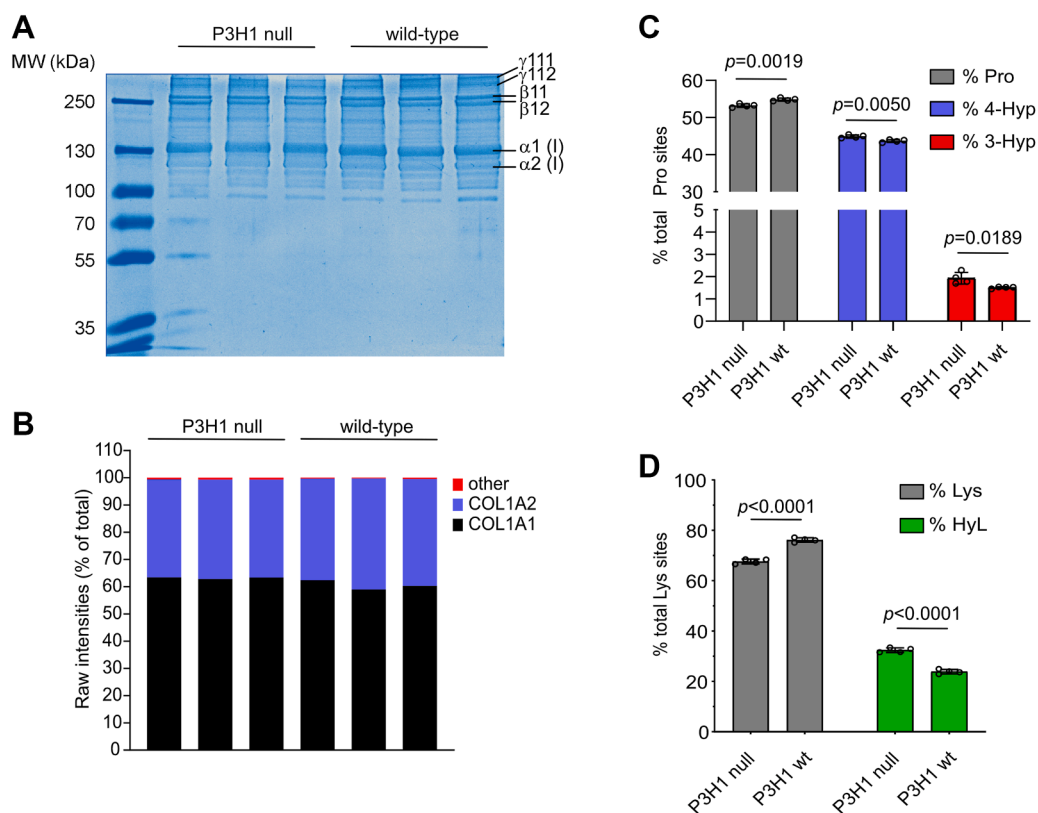 A
P3H1 null
wild-type
MW (kDa)
γ111
γ112
β11
β12
α1 (I)
α2 (I)
250
130
100
70
55
35
B
P3H1 null
wild-type
Raw intensities (% of total)
110
100
90
80
70
60
50
40
30
20
10
0
other
COL1A2
COL1A1
C
% total Pro sites
60
50
40
30
5
4
3
2
1
0
p=0.0019
p=0.0050
p=0.0189
% Pro
% 4-Hyp
% 3-Hyp
P3H1 null
P3H1 wt
P3H1 null
P3H1 wt
P3H1 null
P3H1 wt
D
% total Lys sites
100
80
60
40
20
0
p<0.0001
p<0.0001
% Lys
% HyL
P3H1 null
P3H1 wt
P3H1 null
P3H1 wt